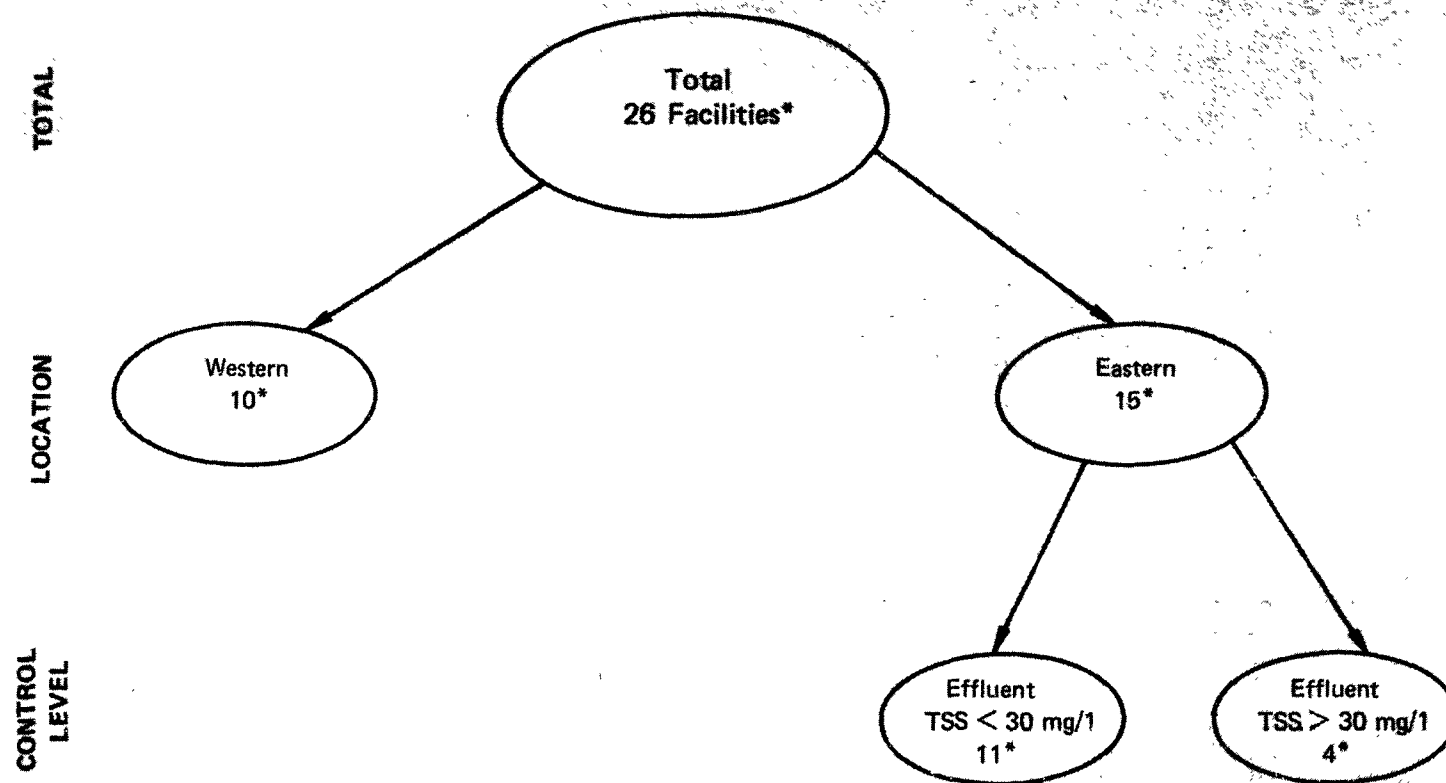 TOTAL
Total
26 Facilities*
LOCATION
Western
10*
Eastern
15*
CONTROL
LEVEL
Effluent
TSS < 30 mg/1
11*
Effluent
TSS > 30 mg/1
4*